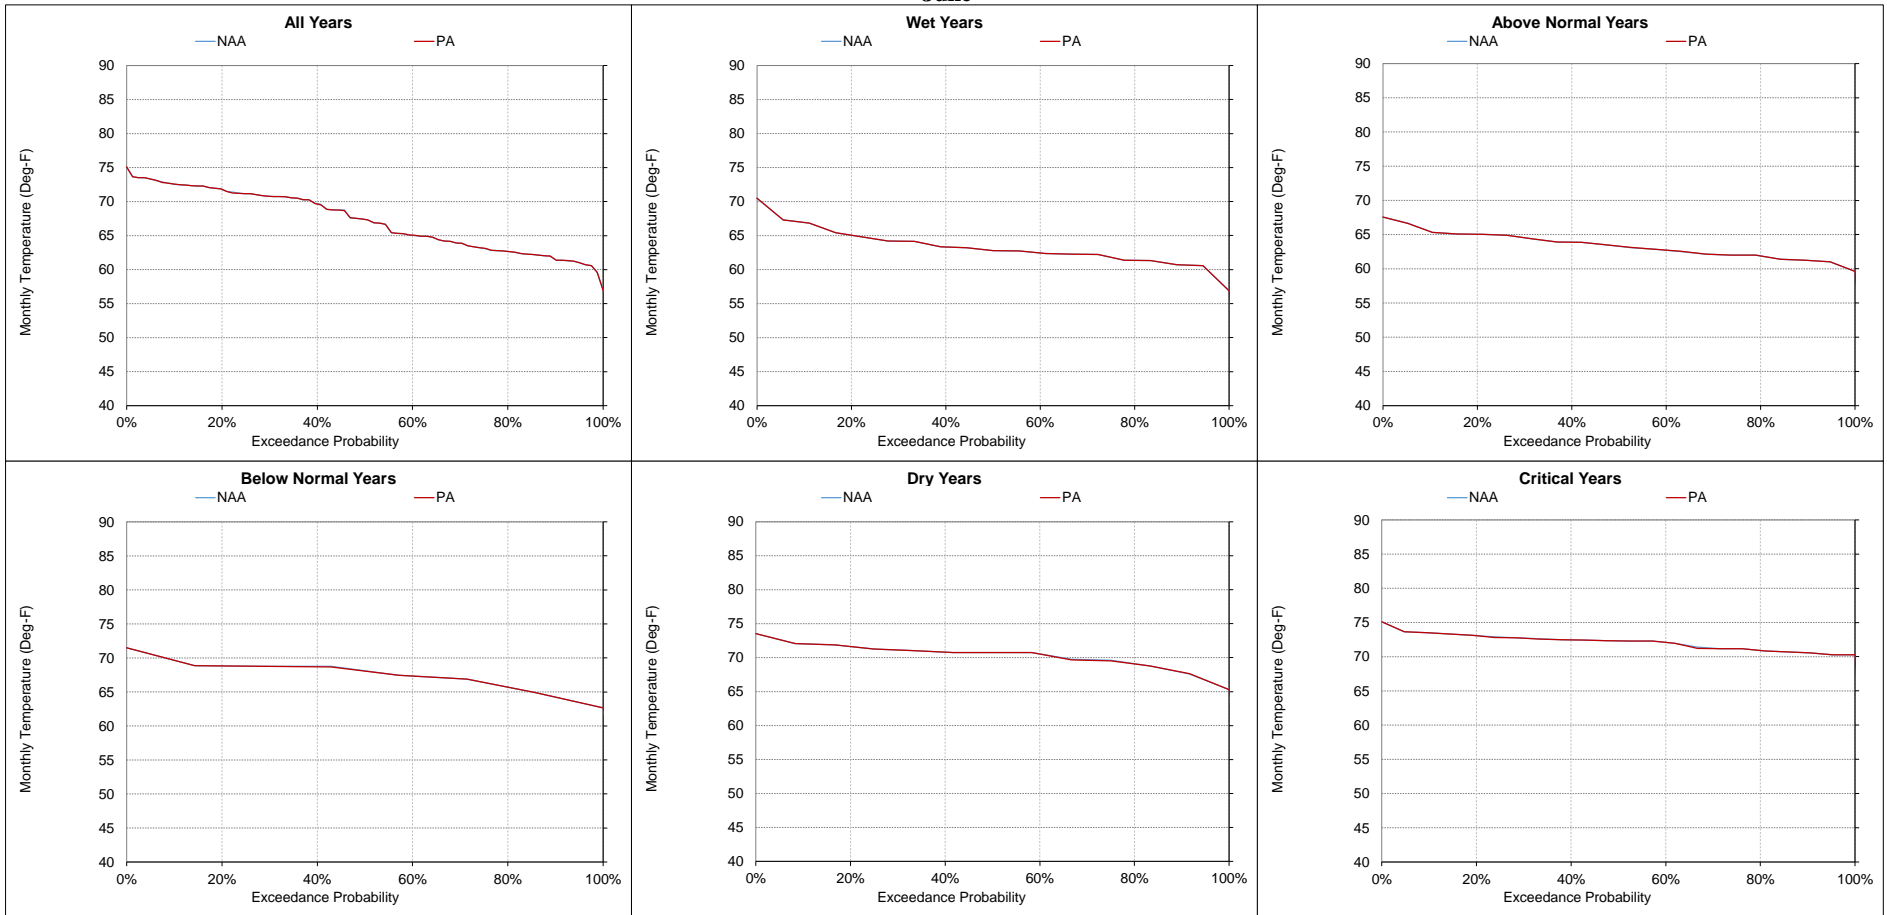 All Years
NAA PA
90
85
80
75
70
65
60
55
50
45
40
Monthly Temperature (Deg-F)
0% 20% 40% 60% 80% 100%
Exceedance Probability
Wet Years
NAA PA
90
85
80
75
70
65
60
55
50
45
40
Monthly Temperature (Deg-F)
0% 20% 40% 60% 80% 100%
Exceedance Probability
Above Normal Years
NAA PA
90
85
80
75
70
65
60
55
50
45
40
Monthly Temperature (Deg-F)
0% 20% 40% 60% 80% 100%
Exceedance Probability
Below Normal Years
NAA PA
90
85
80
75
70
65
60
55
50
45
40
Monthly Temperature (Deg-F)
0% 20% 40% 60% 80% 100%
Exceedance Probability
Dry Years
NAA PA
90
85
80
75
70
65
60
55
50
45
40
Monthly Temperature (Deg-F)
0% 20% 40% 60% 80% 100%
Exceedance Probability
Critical Years
NAA PA
90
85
80
75
70
65
60
55
50
45
40
Monthly Temperature (Deg-F)
0% 20% 40% 60% 80% 100%
Exceedance Probability